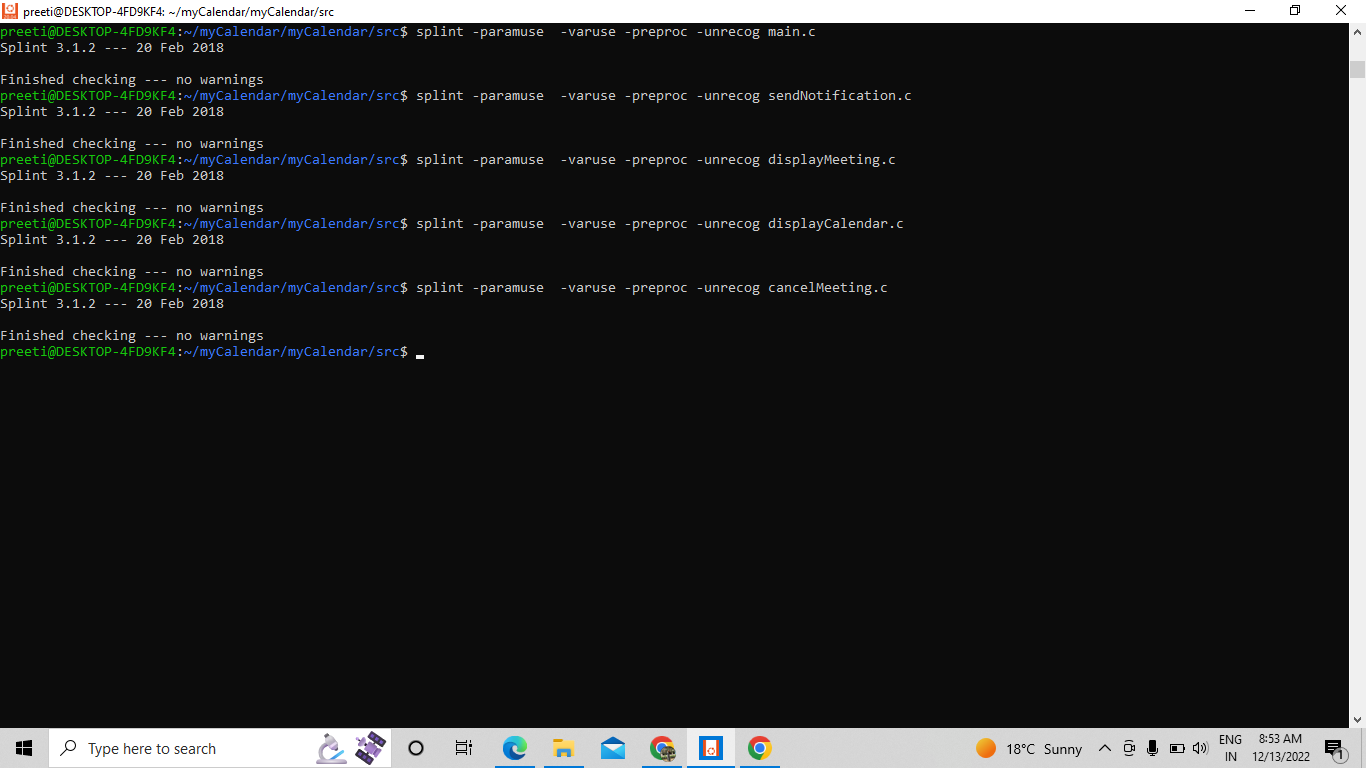 preeti@DESKTOP-4FD9KF4: ~/myCalendar/myCalendar/src
preeti@DESKTOP-4FD9KF4:~/myCalendar/myCalendar/src$ splint -paramuse  -varuse -preproc -unrecog main.c
Splint 3.1.2 --- 20 Feb 2018
Finished checking --- no warnings
preeti@DESKTOP-4FD9KF4:~/myCalendar/myCalendar/src$ splint -paramuse  -varuse -preproc -unrecog sendNotification.c
Splint 3.1.2 --- 20 Feb 2018
Finished checking --- no warnings
preeti@DESKTOP-4FD9KF4:~/myCalendar/myCalendar/src$ splint -paramuse  -varuse -preproc -unrecog displayMeeting.c
Splint 3.1.2 --- 20 Feb 2018
Finished checking --- no warnings
preeti@DESKTOP-4FD9KF4:~/myCalendar/myCalendar/src$ splint -paramuse  -varuse -preproc -unrecog displayCalendar.c
Splint 3.1.2 --- 20 Feb 2018
Finished checking --- no warnings
preeti@DESKTOP-4FD9KF4:~/myCalendar/myCalendar/src$ splint -paramuse  -varuse -preproc -unrecog cancelMeeting.c
Splint 3.1.2 --- 20 Feb 2018
Finished checking --- no warnings
preeti@DESKTOP-4FD9KF4:~/myCalendar/myCalendar/src$
Type here to search
18°C Sunny
ENG
IN
8:53 AM
12/13/2022
1